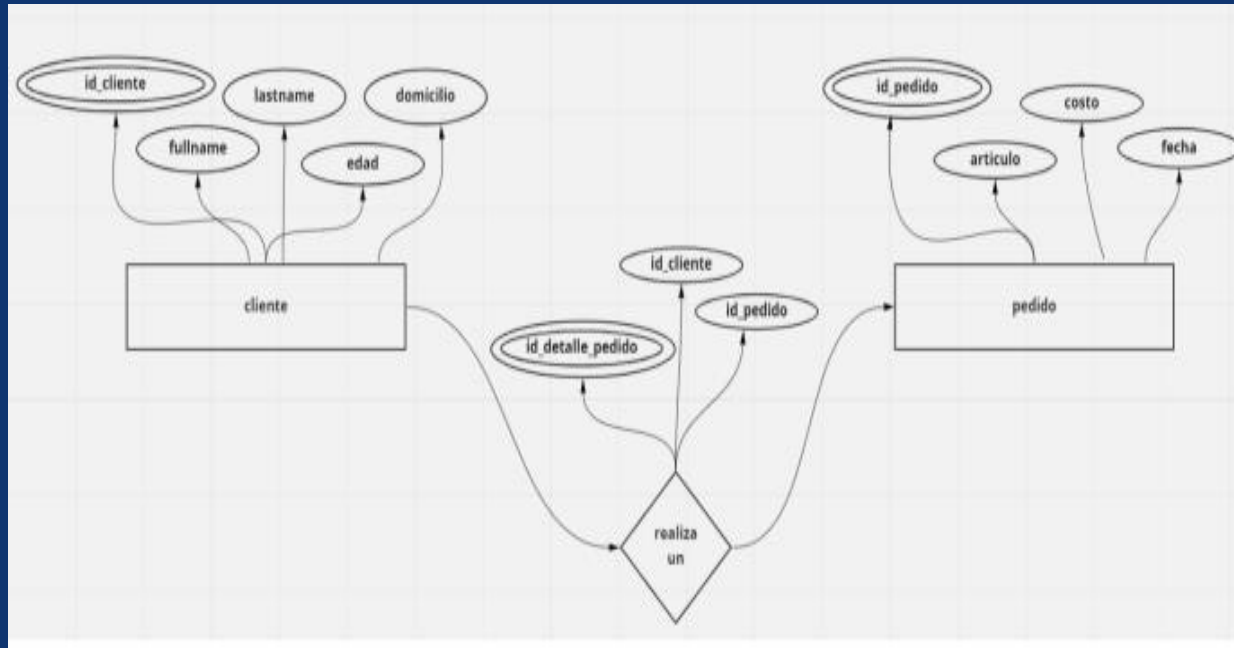 id_cliente
lastname
domicilio
fullname
edad
cliente
id_pedido
costo
articulo
fecha
pedido
id_cliente
id_pedido
id_detalle_pedido
realiza
un